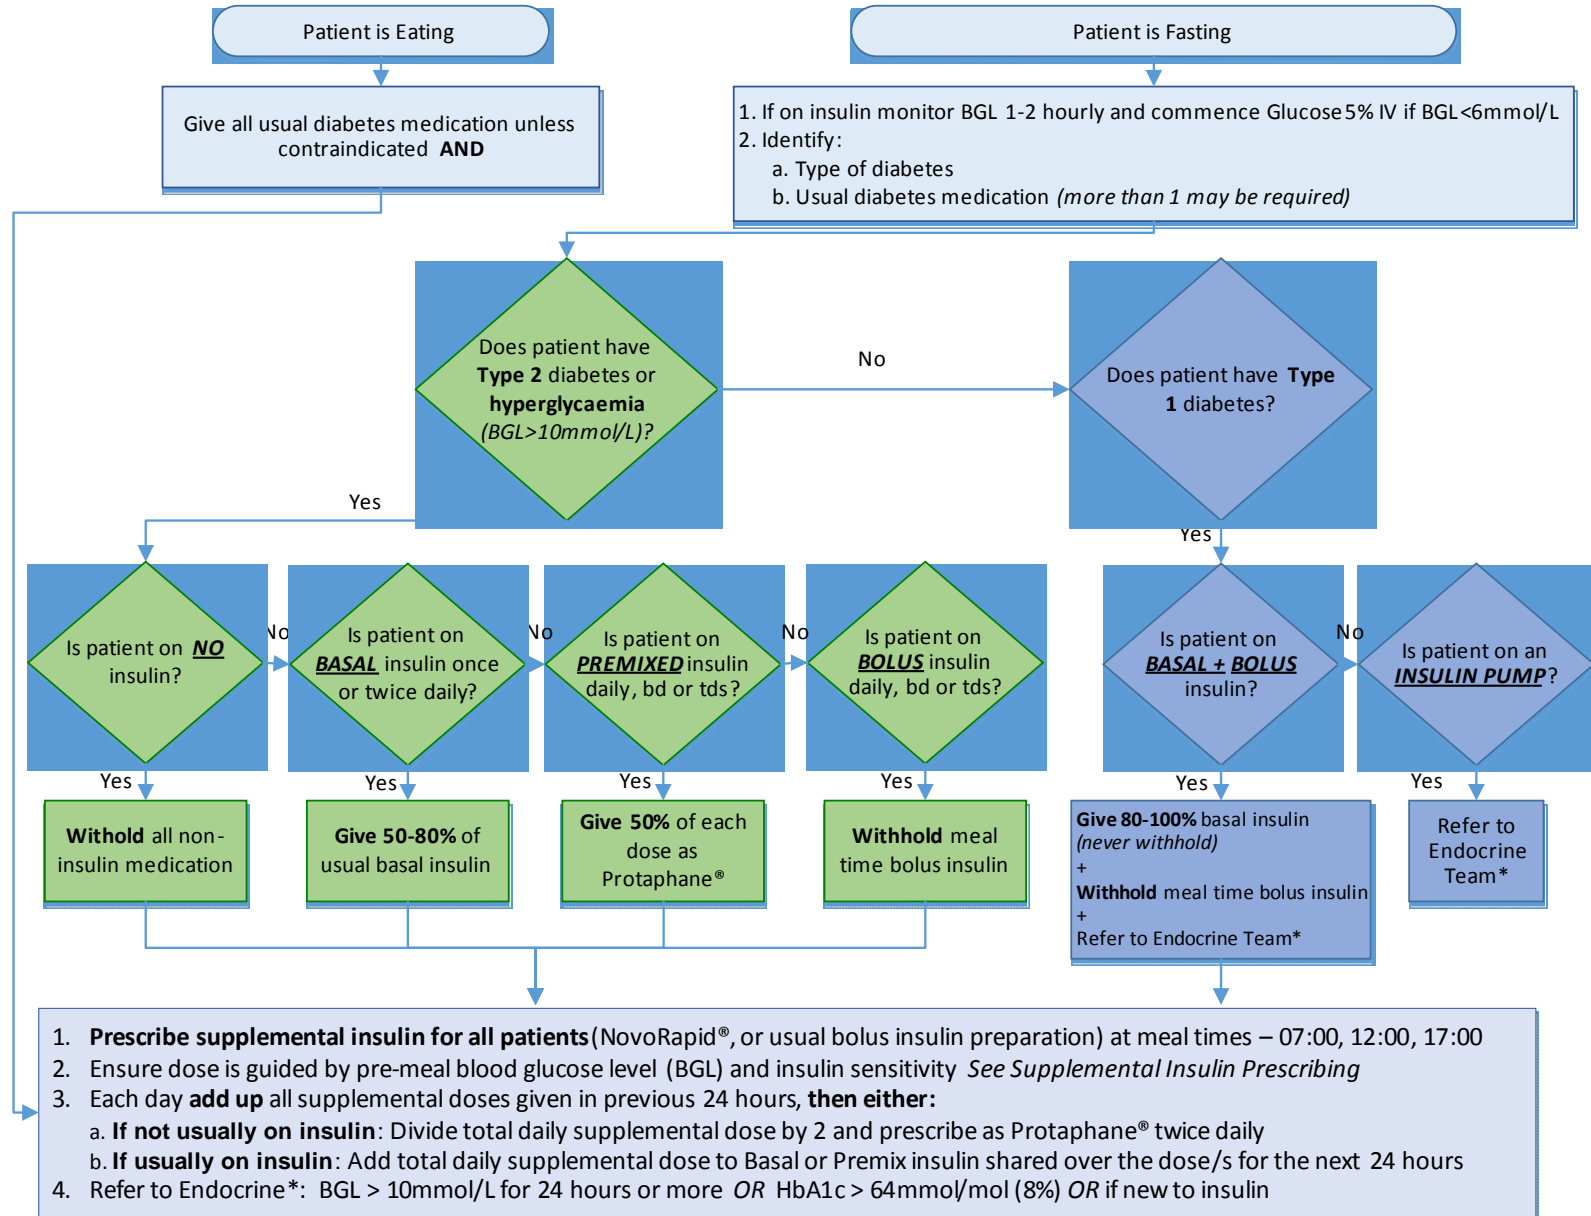 Patient is Eating
Patient is Fasting
Give all usual diabetes medication unless
contraindicated AND
1. If on insulin monitor BGL 1-2 hourly and commence Glucose 5% IV if BGL<6mmol/L
2. Identify:
a. Type of diabetes
b. Usual diabetes medication (more than 1 may be required)
Does patient have
Type 2 diabetes or
hyperglycaemia
(BGL>10mmol/L)?
No
Does patient have Type
1 diabetes?
Yes
Yes
Is patient on NO
insulin?
No
Is patient on
BASAL insulin once
or twice daily?
No
Is patient on
PREMIXED insulin
daily, bd or tds?
No
Is patient on
BOLUS insulin
daily, bd or tds?
Is patient on
BASAL + BOLUS
insulin?
No
Is patient on an
INSULIN PUMP?
Yes
Yes
Yes
Yes
Yes
Yes
Withold all non-
insulin medication
Give 50-80% of
usual basal insulin
Give 50% of each
dose as
Protaphane®
Withhold meal
time bolus insulin
Give 80-100% basal insulin
(never withhold)
+
Withhold meal time bolus insulin
+
Refer to Endocrine Team*
Refer to
Endocrine
Team*
1. Prescribe supplemental insulin for all patients (NovoRapid®, or usual bolus insulin preparation) at meal times – 07:00, 12:00, 17:00
2. Ensure dose is guided by pre-meal blood glucose level (BGL) and insulin sensitivity See Supplemental Insulin Prescribing
3. Each day add up all supplemental doses given in previous 24 hours, then either:
a. If not usually on insulin: Divide total daily supplemental dose by 2 and prescribe as Protaphane® twice daily
b. If usually on insulin: Add total daily supplemental dose to Basal or Premix insulin shared over the dose/s for the next 24 hours
4. Refer to Endocrine*: BGL > 10mmol/L for 24 hours or more OR HbA1c > 64mmol/mol (8%) OR if new to insulin